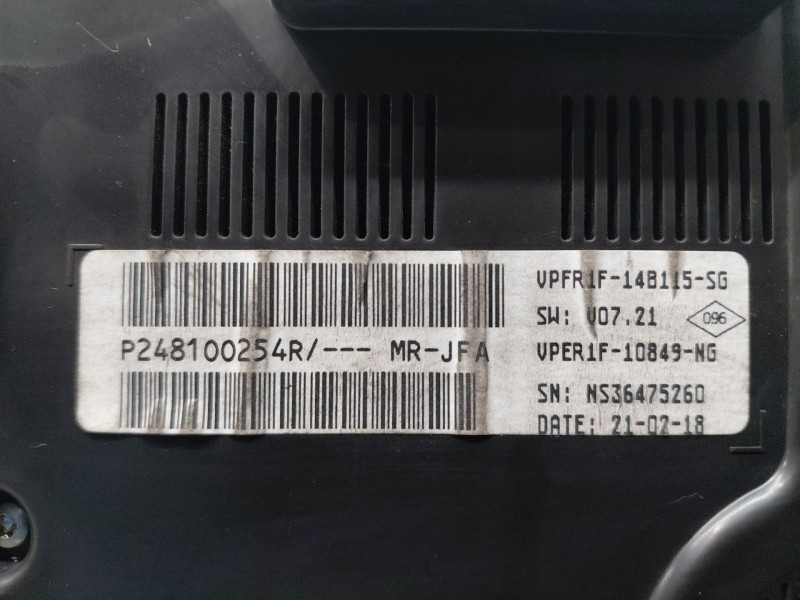 VPFR1F-14B115-SG
SW: V07.21
096
P248100254R/--- MR-JFA
VPER1F-10849-NG
SN: NS36475260
DATE: 21-02-18